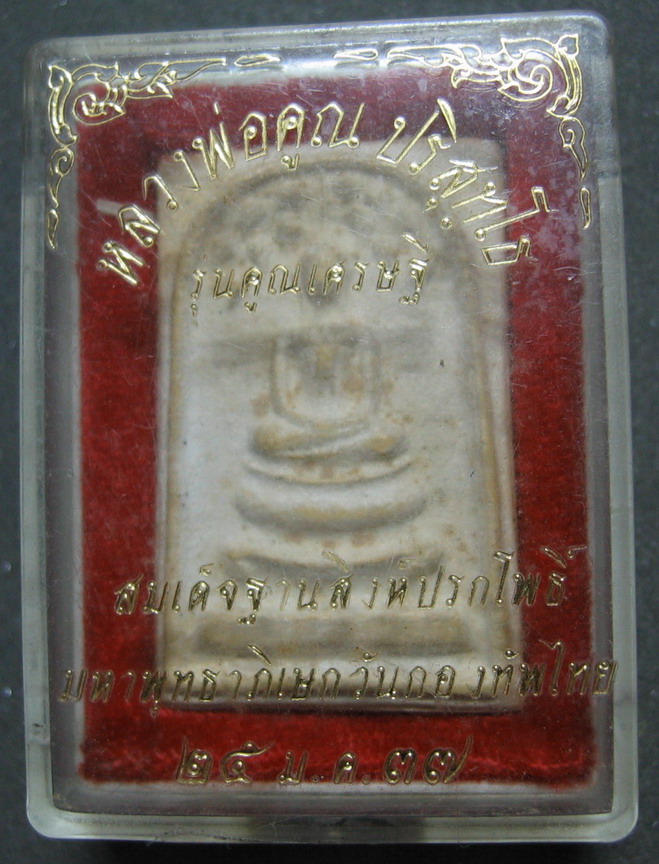 หลวงพ่อคูณ ปริสุทฺโธ
รุ่นคูณเศรษฐี
สมเด็จฐานสิงห์ปรกโพธิ์
มหาพุทธาภิเษกวันกองทัพไทย
๒๕ ม.ค.๓๗